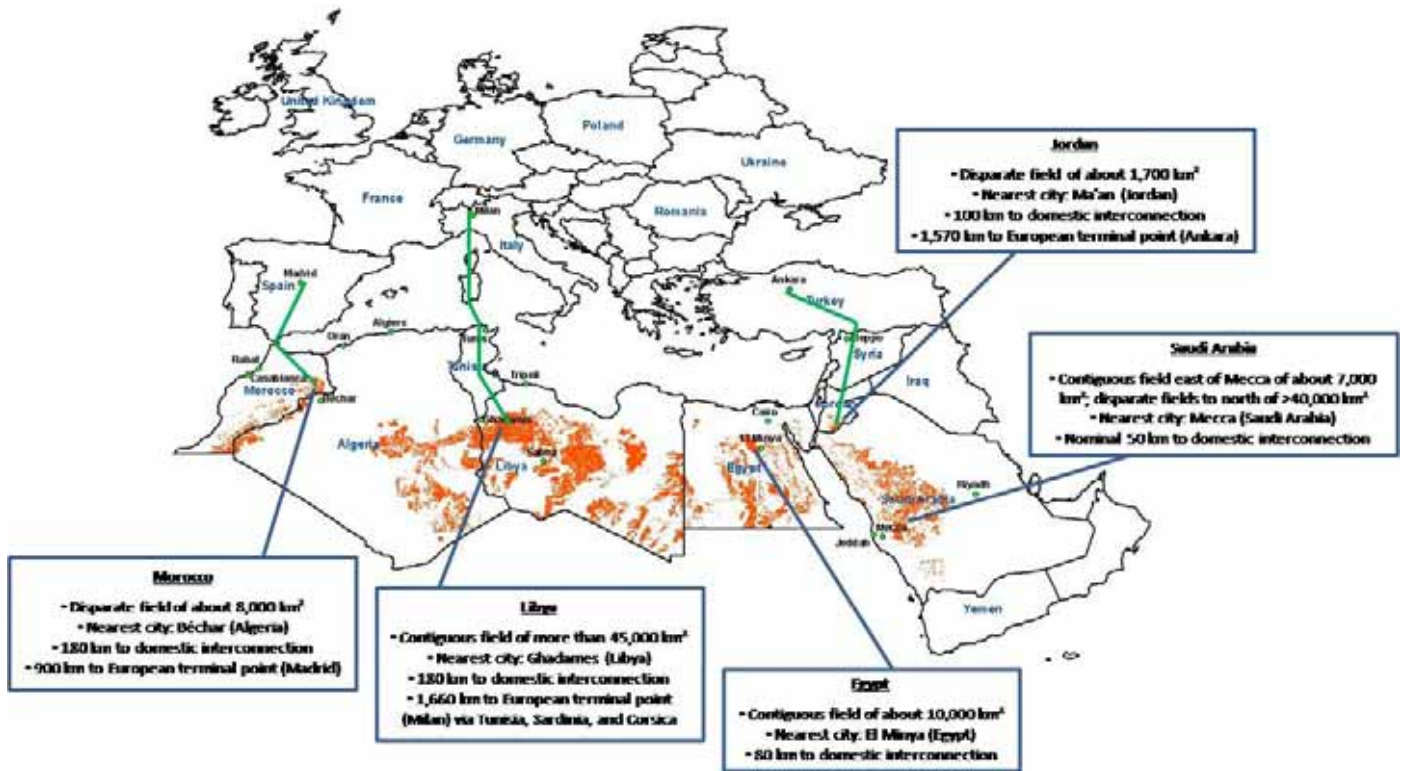 United Kingdom
Germany
Poland
Ukraine
France
Romania
Milan
Italy
Madrid
Spain
Ankara
Turkey
Algiers
Oran
Tunis
Tunis
Aleppo
Syria
Iraq
Rabat
Casablanca
Morocco
Béchar
Tripoli
Cairo
El Minya
Egypt
Algeria
Libya
Riyadh
Mecca
Jeddah
Yemen
Jordan
• Disparate field of about 1,700 km²
• Nearest city: Ma'an (Jordan)
• 100 km to domestic interconnection
• 1,570 km to European terminal point (Ankara)
Saudi Arabia
• Contiguous field east of Mecca of about 7,000
km²; disparate fields to north of >40,000 km²
• Nearest city: Mecca (Saudi Arabia)
• Nominal 50 km to domestic interconnection
Morocco
• Disparate field of about 8,000 km²
• Nearest city: Béchar (Algeria)
• 180 km to domestic interconnection
• 900 km to European terminal point (Madrid)
Libya
• Contiguous field of more than 45,000 km²
• Nearest city: Ghadames (Libya)
• 180 km to domestic interconnection
• 1,660 km to European terminal point
(Milan) via Tunisia, Sardinia, and Corsica
Egypt
• Contiguous field of about 10,000 km²
• Nearest city: El Minya (Egypt)
• 80 km to domestic interconnection